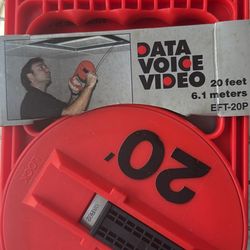 DATA
VOICE
VIDEO
20 feet
6.1 meters
EFT-20P
20'